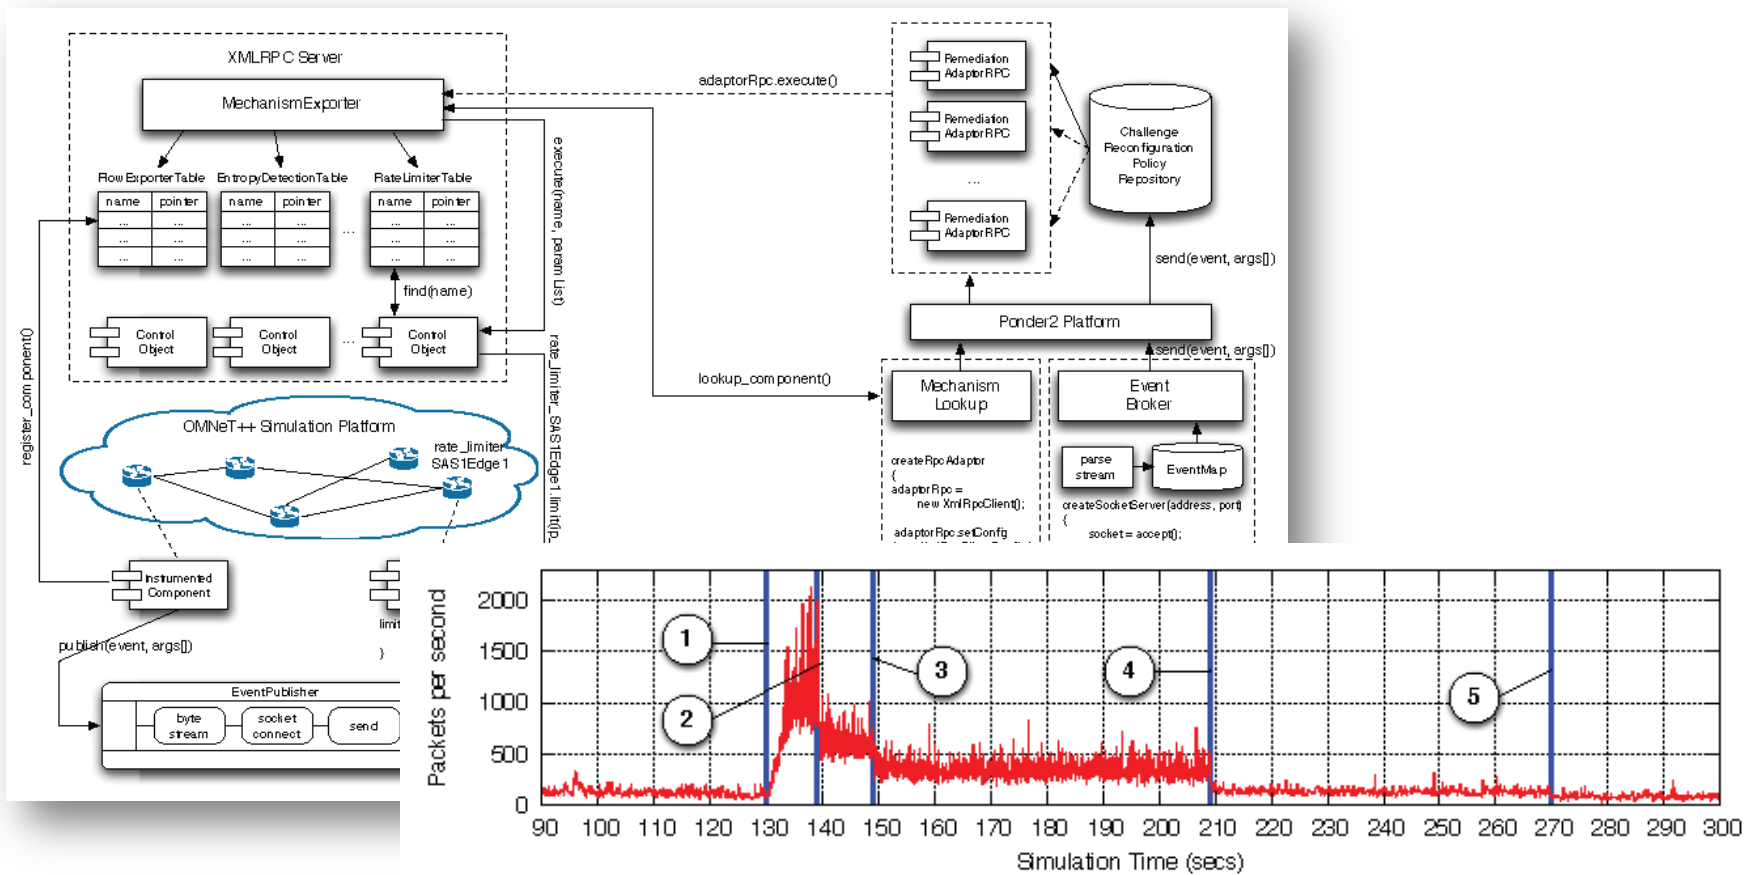 XMLRPC Server
MechanismExporter
FlowExporterTable
EntropyDetectionTable
RateLimiterTable
name pointer
... ...
... ...
... ...
name pointer
... ...
... ...
... ...
...
name pointer
... ...
... ...
... ...
find(name)
Control
Object
Control
Object
...
Control
Object
register_component()
execute(name, paramList)
rate_limiter_SAS1Edge1.limit(ip_
adaptorRpc.execute()
lookup_component()
Remediation
AdaptorRPC
Remediation
AdaptorRPC
...
Remediation
AdaptorRPC
Challenge
Reconfiguration
Policy
Repository
send(event, args[])
Ponder2 Platform
send(event, args[])
Mechanism
Lookup
Event
Broker
createRpcAdaptor
{
adaptorRpc =
new XmlRpcClient();
adaptorRpc.setConfig
parse
stream
EventMap
createSocketServer(address, port)
{
socket = accept();
OMNeT++ Simulation Platform
rate_limiter
SAS1Edge1
Instrumented
Component
limit
}
publish(event, args[])
EventPublisher
byte
stream
socket
connect
send
Packets per second
2000
1500
1000
500
0
1
2
3
4
5
90 100 110 120 130 140 150 160 170 180 190 200 210 220 230 240 250 260 270 280 290 300
Simulation Time (secs)